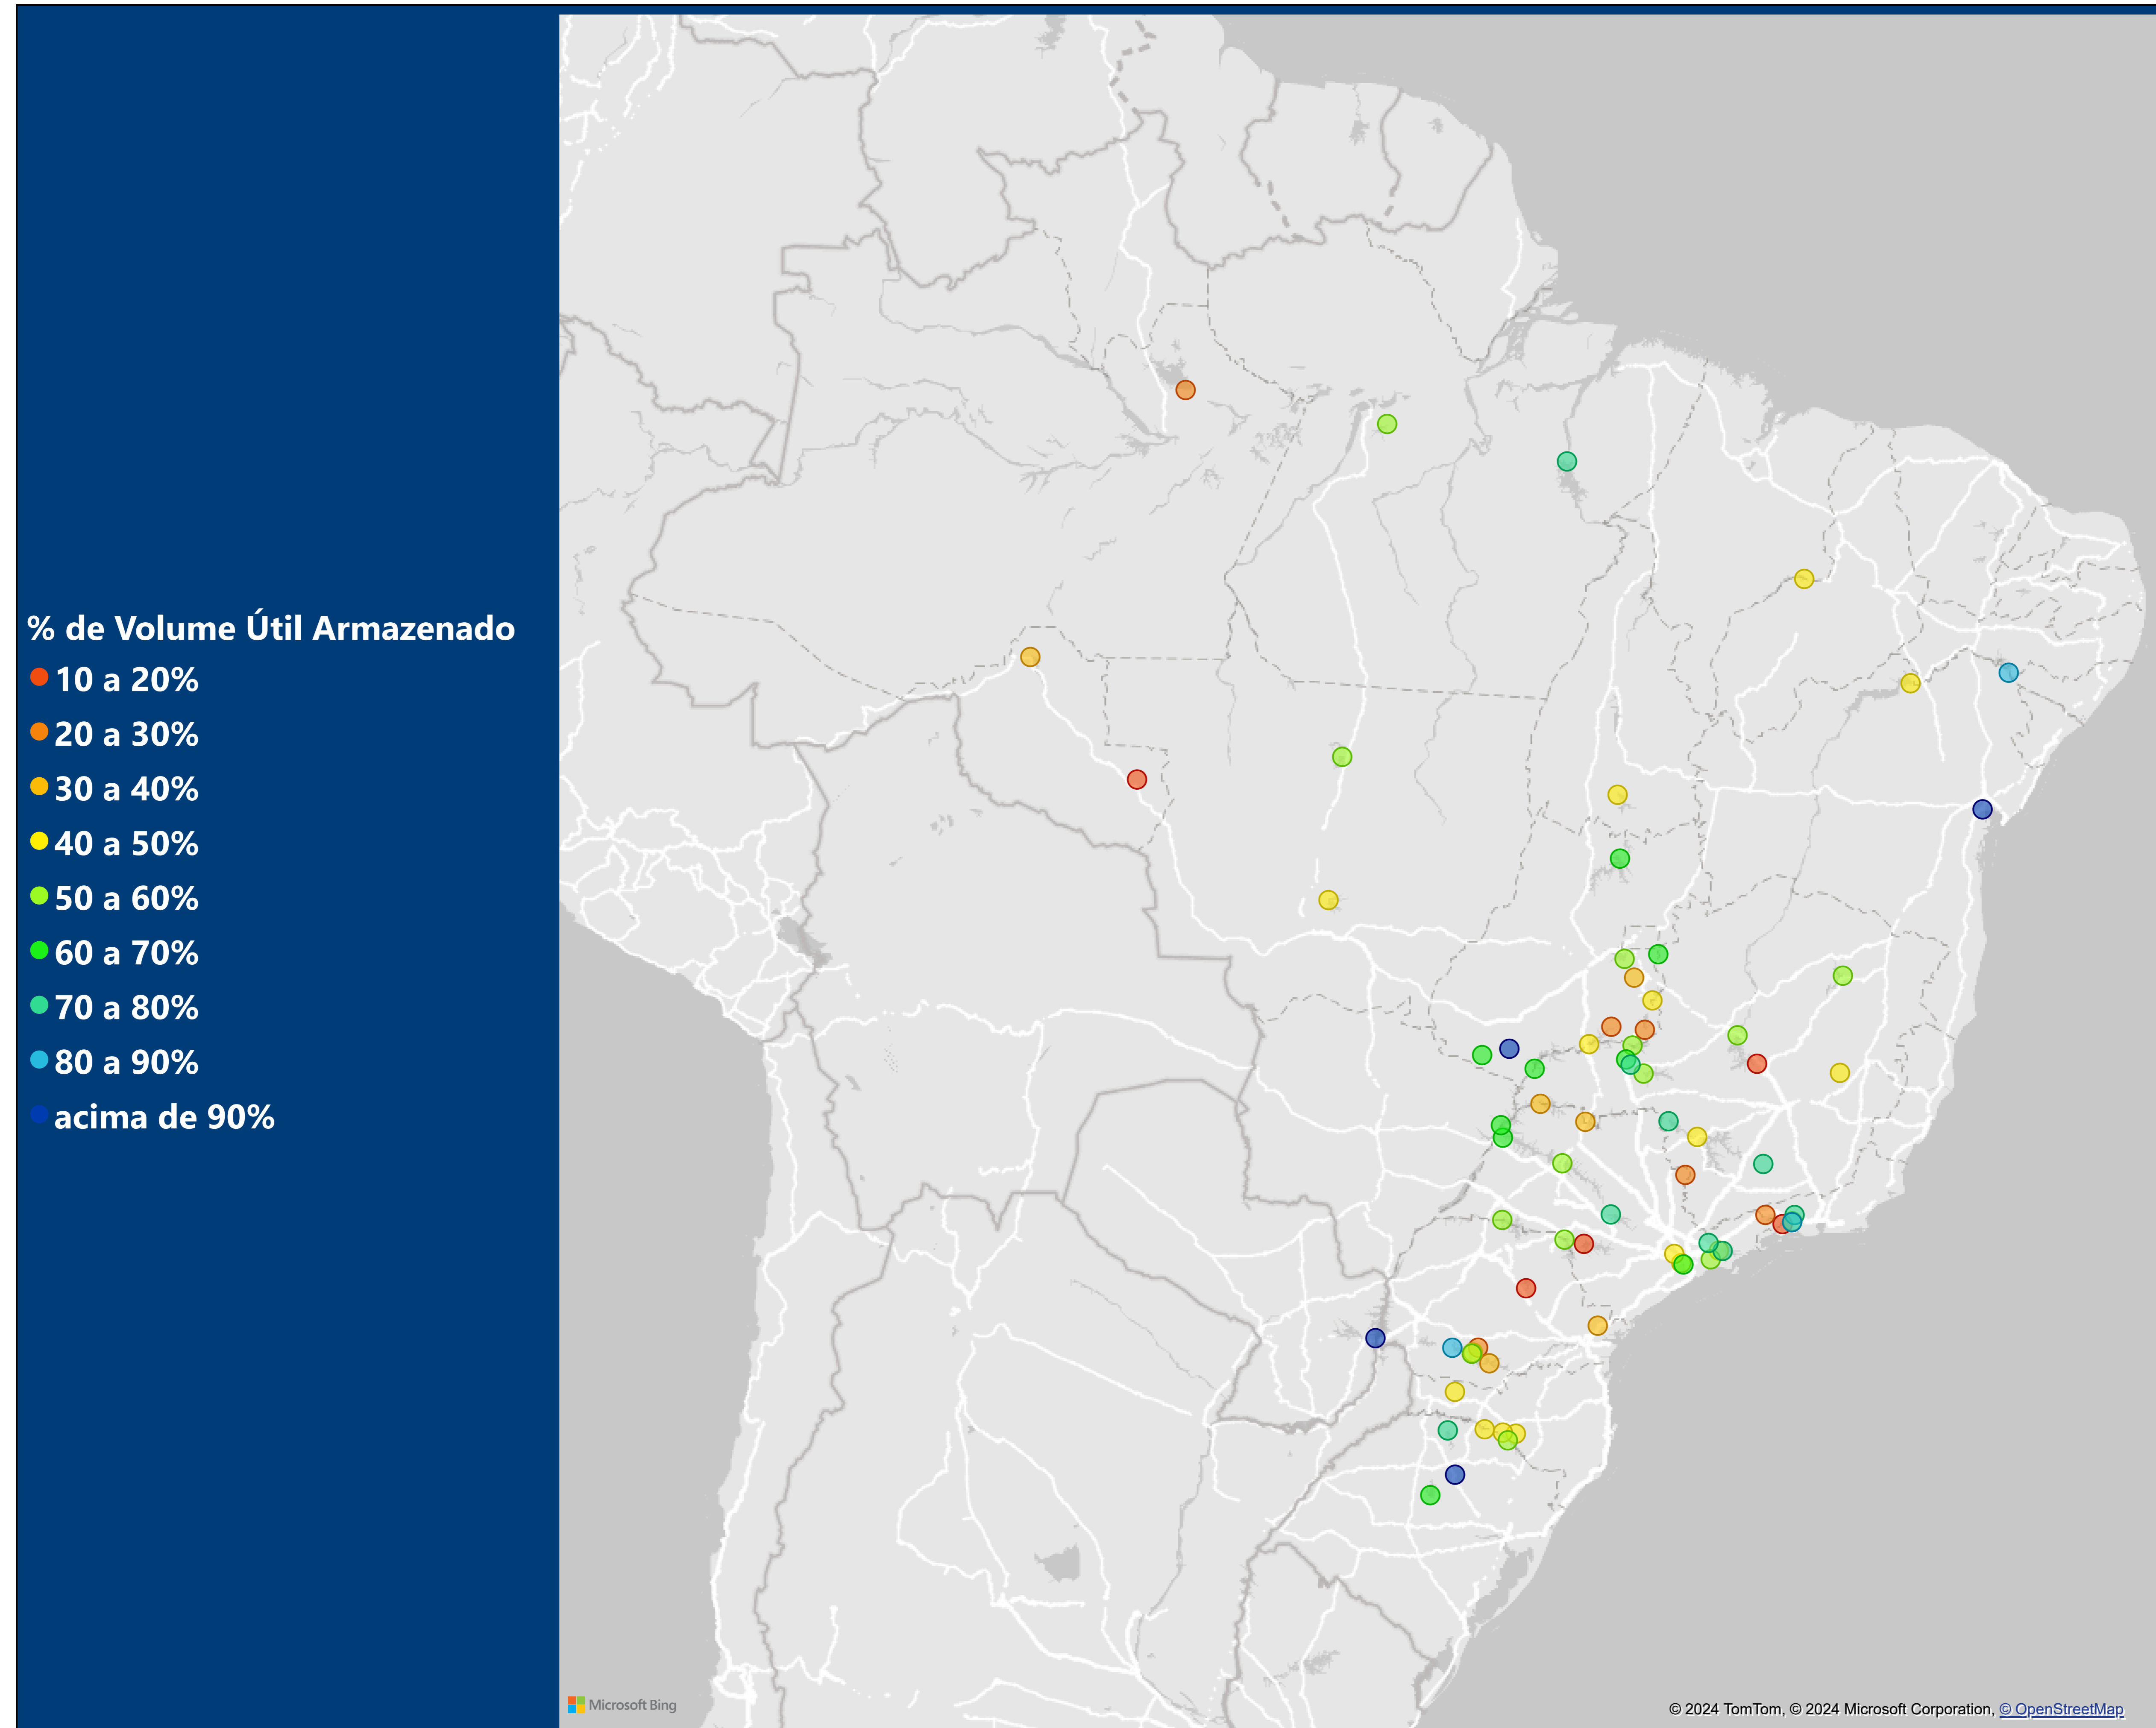 % de Volume Útil Armazenado
10 a 20%
20 a 30%
30 a 40%
40 a 50%
50 a 60%
60 a 70%
70 a 80%
80 a 90%
acima de 90%
Microsoft Bing
© 2024 TomTom, © 2024 Microsoft Corporation, © OpenStreetMap